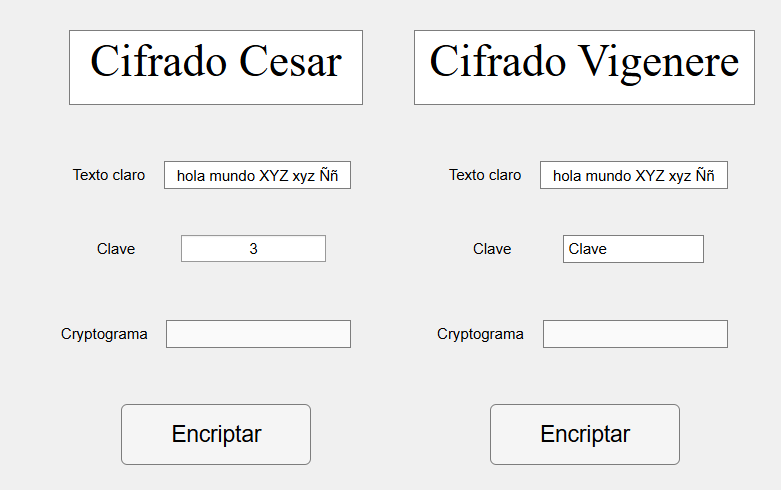 Cifrado Cesar
Cifrado Vigenere
Texto claro
hola mundo XYZ xyz Ññ
Texto claro
hola mundo XYZ xyz Ññ
Clave
3
Clave
Clave
Cryptograma
Cryptograma
Encriptar
Encriptar